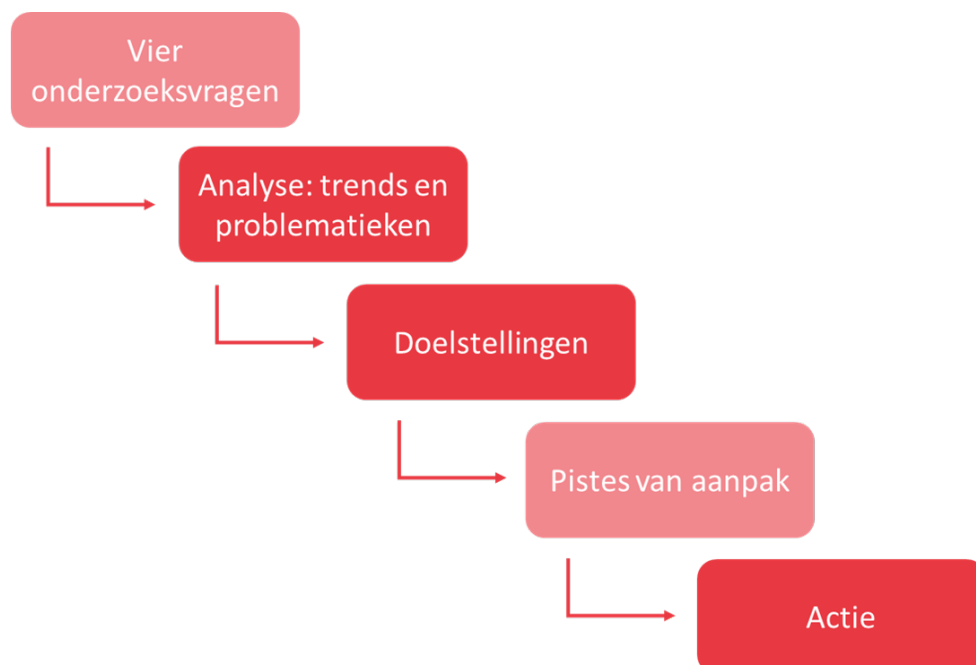 Vier
onderzoeksvragen
Analyse: trends en
problematieken
Doelstellingen
Pistes van aanpak
Actie